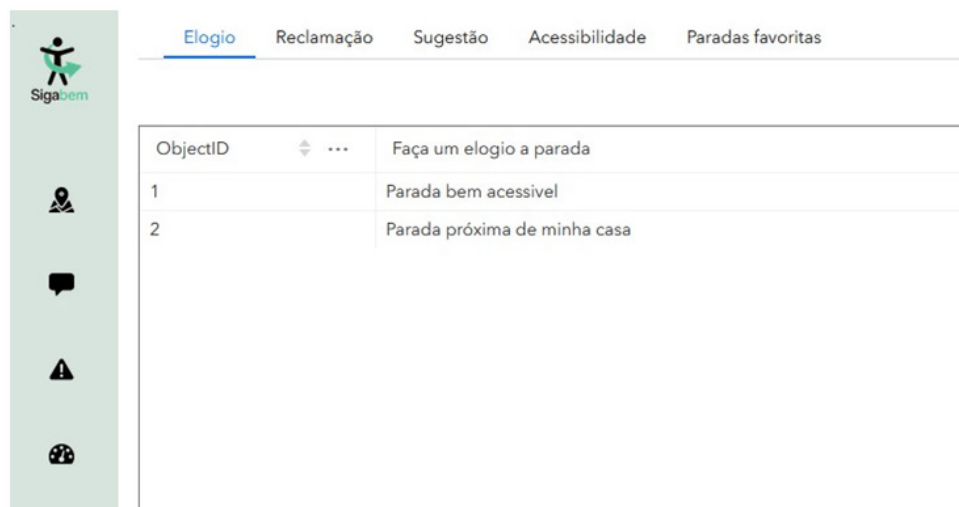 Sigabem
Elogio Reclamação Sugestão Acessibilidade Paradas favoritas
ObjectID ... Faça um elogio a parada
1 Parada bem acessivel
2 Parada próxima de minha casa